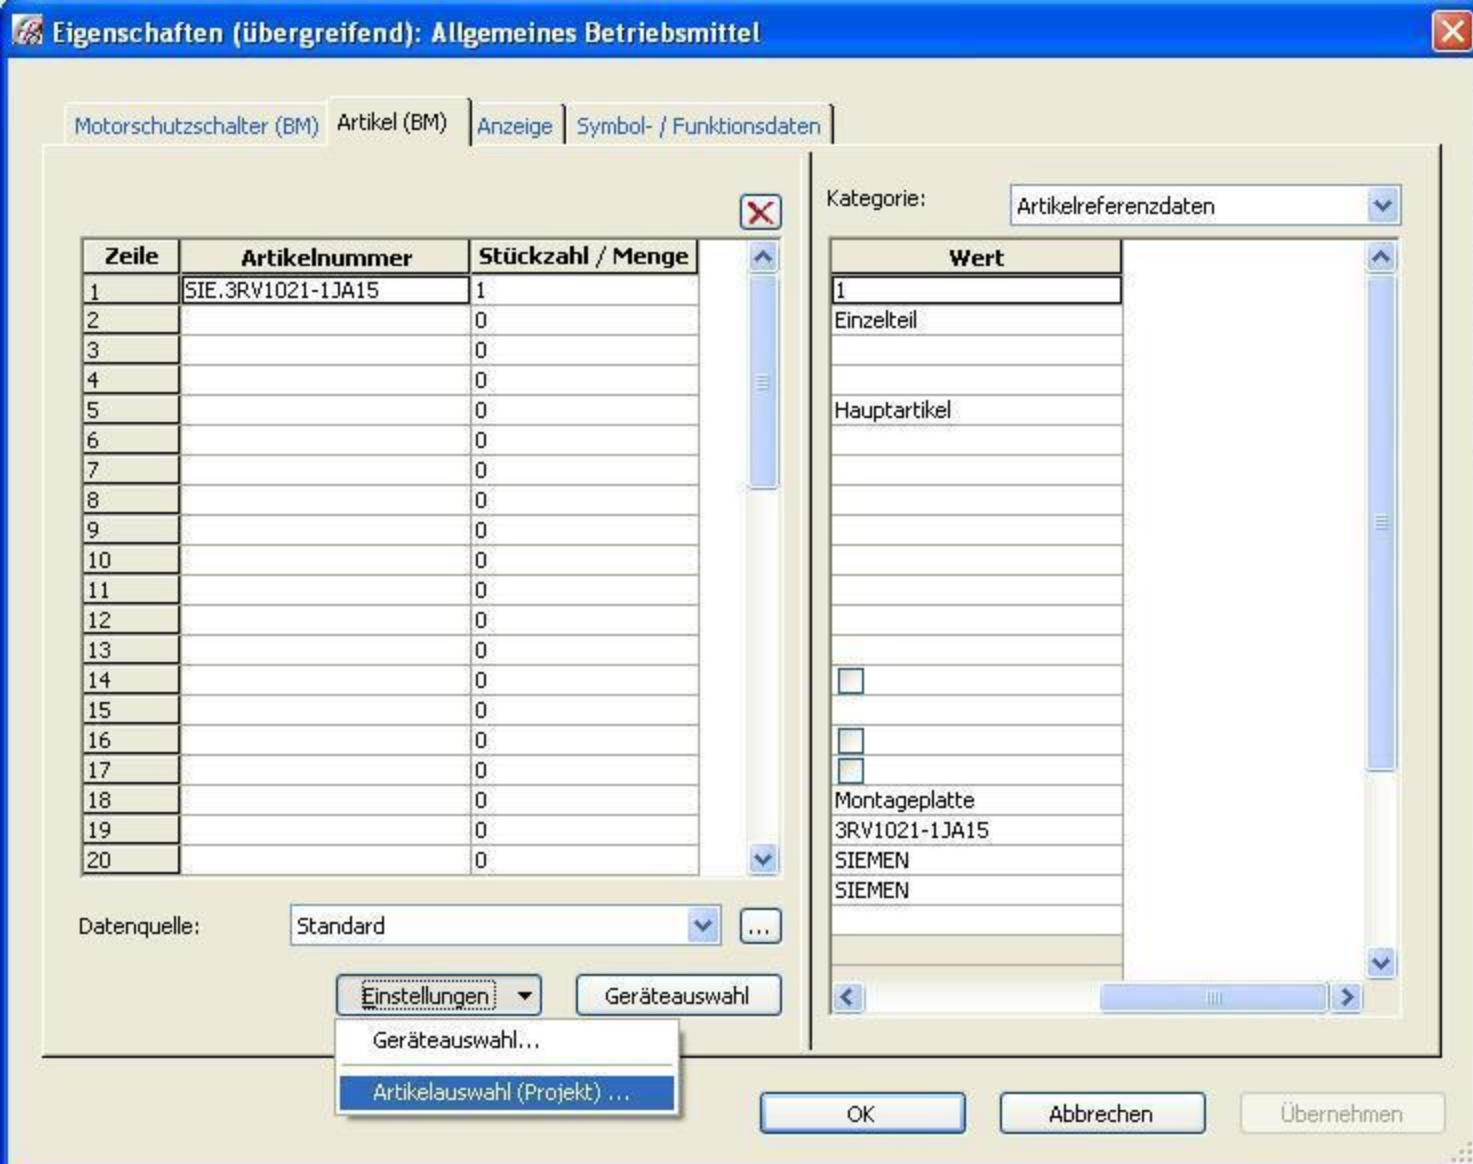 Eigenschaften (übergreifend): Allgemeines Betriebsmittel
Motorschutzschalter (BM) Artikel (BM) Anzeige Symbol- / Funktionsdaten
Kategorie: Artikelreferenzdaten
Zeile Artikelnummer Stückzahl / Menge Wert
1 SIE.3RV1021-1JA15 1 1
2 0 Einzelteil
3 0
4 0
5 0 Hauptartikel
6 0
7 0
8 0
9 0
10 0
11 0
12 0
13 0
14 0
15 0
16 0
17 0
18 0 Montageplatte
19 0 3RV1021-1JA15
20 0 SIEMEN
SIEMEN
Datenquelle: Standard ...
Einstellungen Geräteauswahl
Geräteauswahl...
Artikelauswahl (Projekt) ...
OK Abbrechen Übernehmen